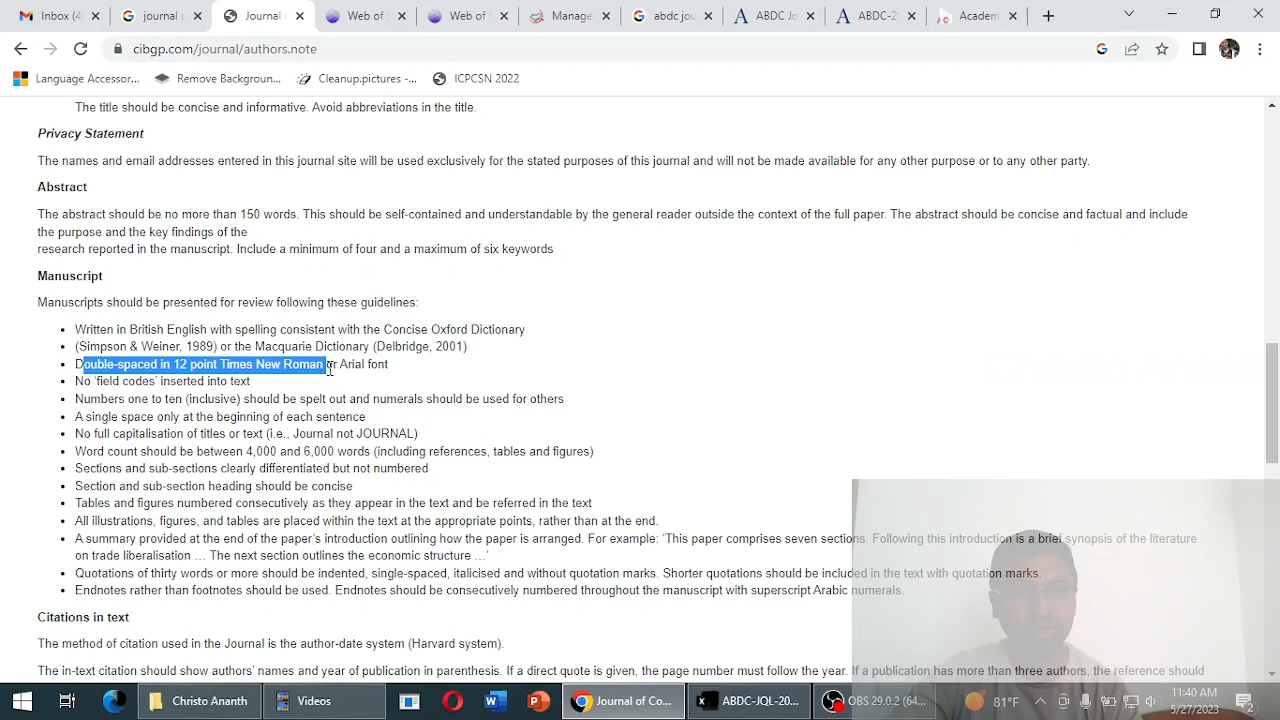 Inbox (4
journal c
Journal c
Web of S
Web of S
Manage
abdc jou
ABDC Jo
ABDC-2
Academ
cibgp.com/journal/authors.note
Language Accessor...
Remove Backgroun...
Cleanup.pictures -...
ICPCSN 2022
The title should be concise and informative. Avoid abbreviations in the title.
Privacy Statement
The names and email addresses entered in this journal site will be used exclusively for the stated purposes of this journal and will not be made available for any other purpose or to any other party.
Abstract
The abstract should be no more than 150 words. This should be self-contained and understandable by the general reader outside the context of the full paper. The abstract should be concise and factual and include
the purpose and the key findings of the
research reported in the manuscript. Include a minimum of four and a maximum of six keywords
Manuscript
Manuscripts should be presented for review following these guidelines:
• Written in British English with spelling consistent with the Concise Oxford Dictionary
• (Simpson & Weiner, 1989) or the Macquarie Dictionary (Delbridge, 2001)
• Double-spaced in 12 point Times New Roman or Arial font
• No ‘field codes’ inserted into text
• Numbers one to ten (inclusive) should be spelt out and numerals should be used for others
• A single space only at the beginning of each sentence
• No full capitalisation of titles or text (i.e., Journal not JOURNAL)
• Word count should be between 4,000 and 6,000 words (including references, tables and figures)
• Sections and sub-sections clearly differentiated but not numbered
• Section and sub-section heading should be concise
• Tables and figures numbered consecutively as they appear in the text and be referred in the text
• All illustrations, figures, and tables are placed within the text at the appropriate points, rather than at the end.
• A summary provided at the end of the paper’s introduction outlining how the paper is arranged. For example: ‘This paper comprises seven sections. Following this introduction is a brief synopsis of the literature
on trade liberalisation … The next section outlines the economic structure …’
• Quotations of thirty words or more should be indented, single-spaced, italicised and without quotation marks. Shorter quotations should be included in the text with quotation marks.
• Endnotes rather than footnotes should be used. Endnotes should be consecutively numbered throughout the manuscript with superscript Arabic numerals.
Citations in text
The method of citation used in the Journal is the author-date system (Harvard system).
The in-text citation should show authors’ names and year of publication in parenthesis. If a direct quote is given, the page number must follow the year. If a publication has more than three authors, the reference should
Christo Ananth
Christo Ananth
Videos
Journal of Co...
ABDC-JQL-20...
OBS 29.0.2 (64...
81°F
11:40 AM
5/27/2023
2